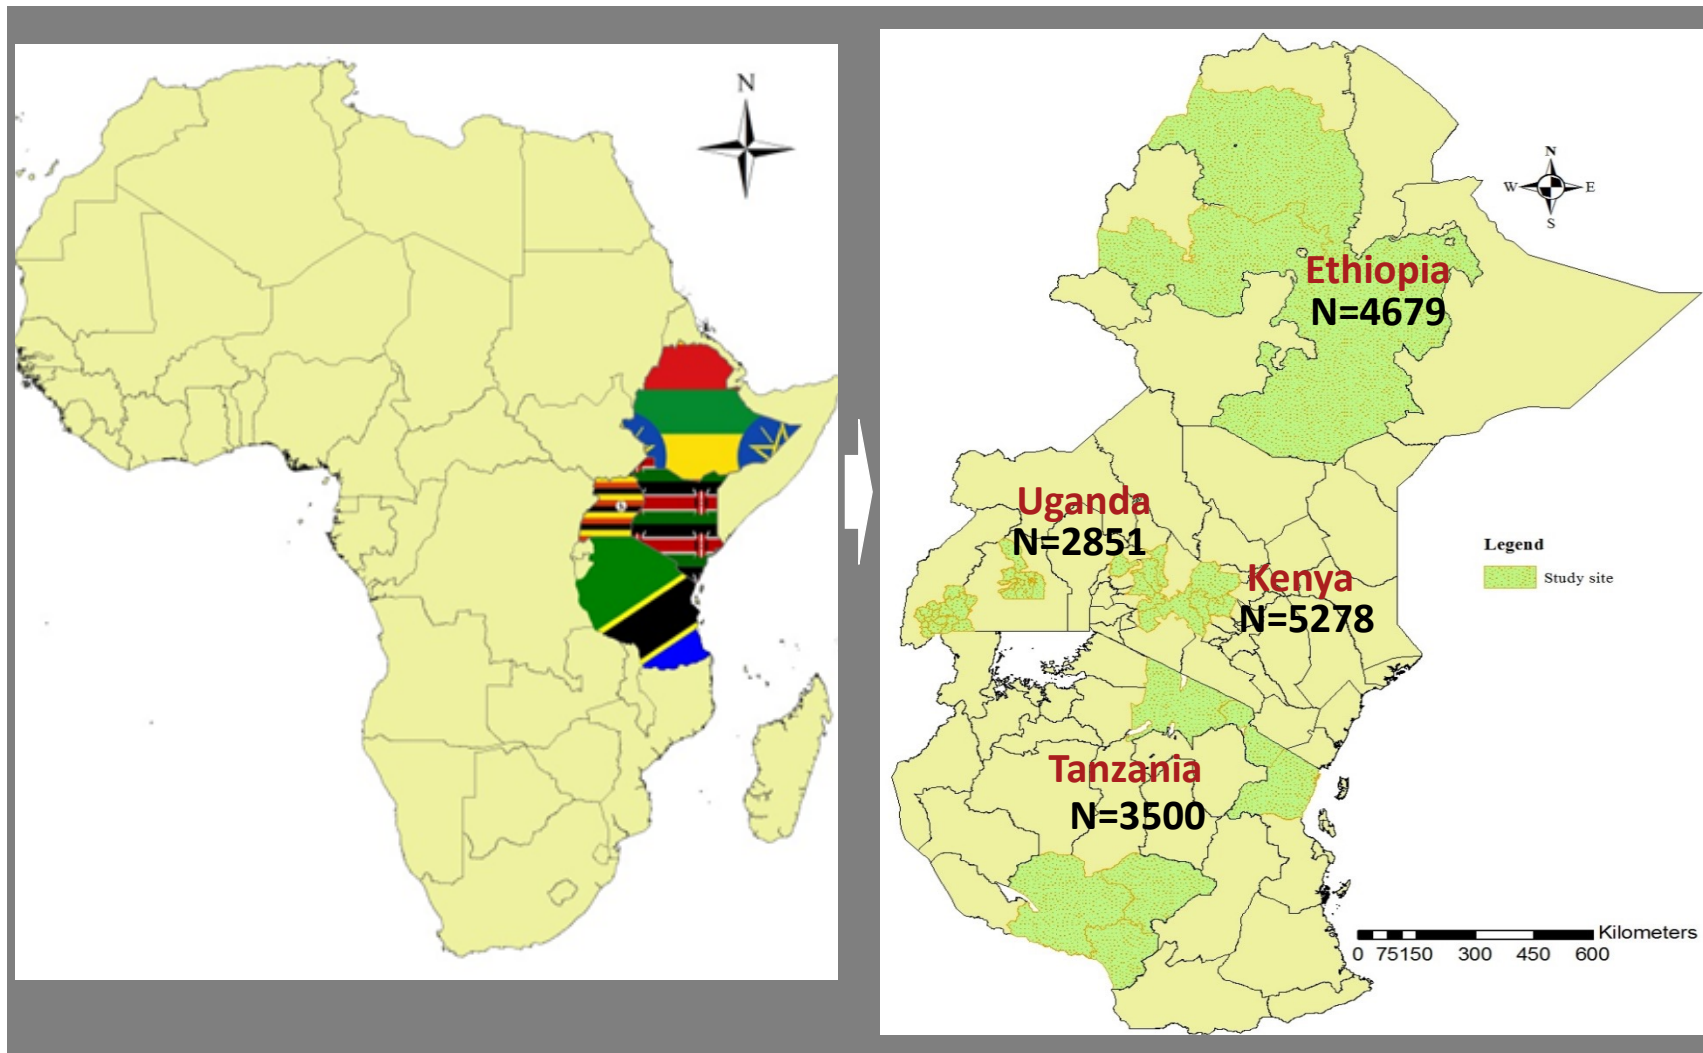 N
N
W
E
S
Ethiopia
N=4679
Uganda
N=2851
Kenya
N=5278
Legend
Study site
Tanzania
N=3500
Kilometers
0 75150 300 450 600